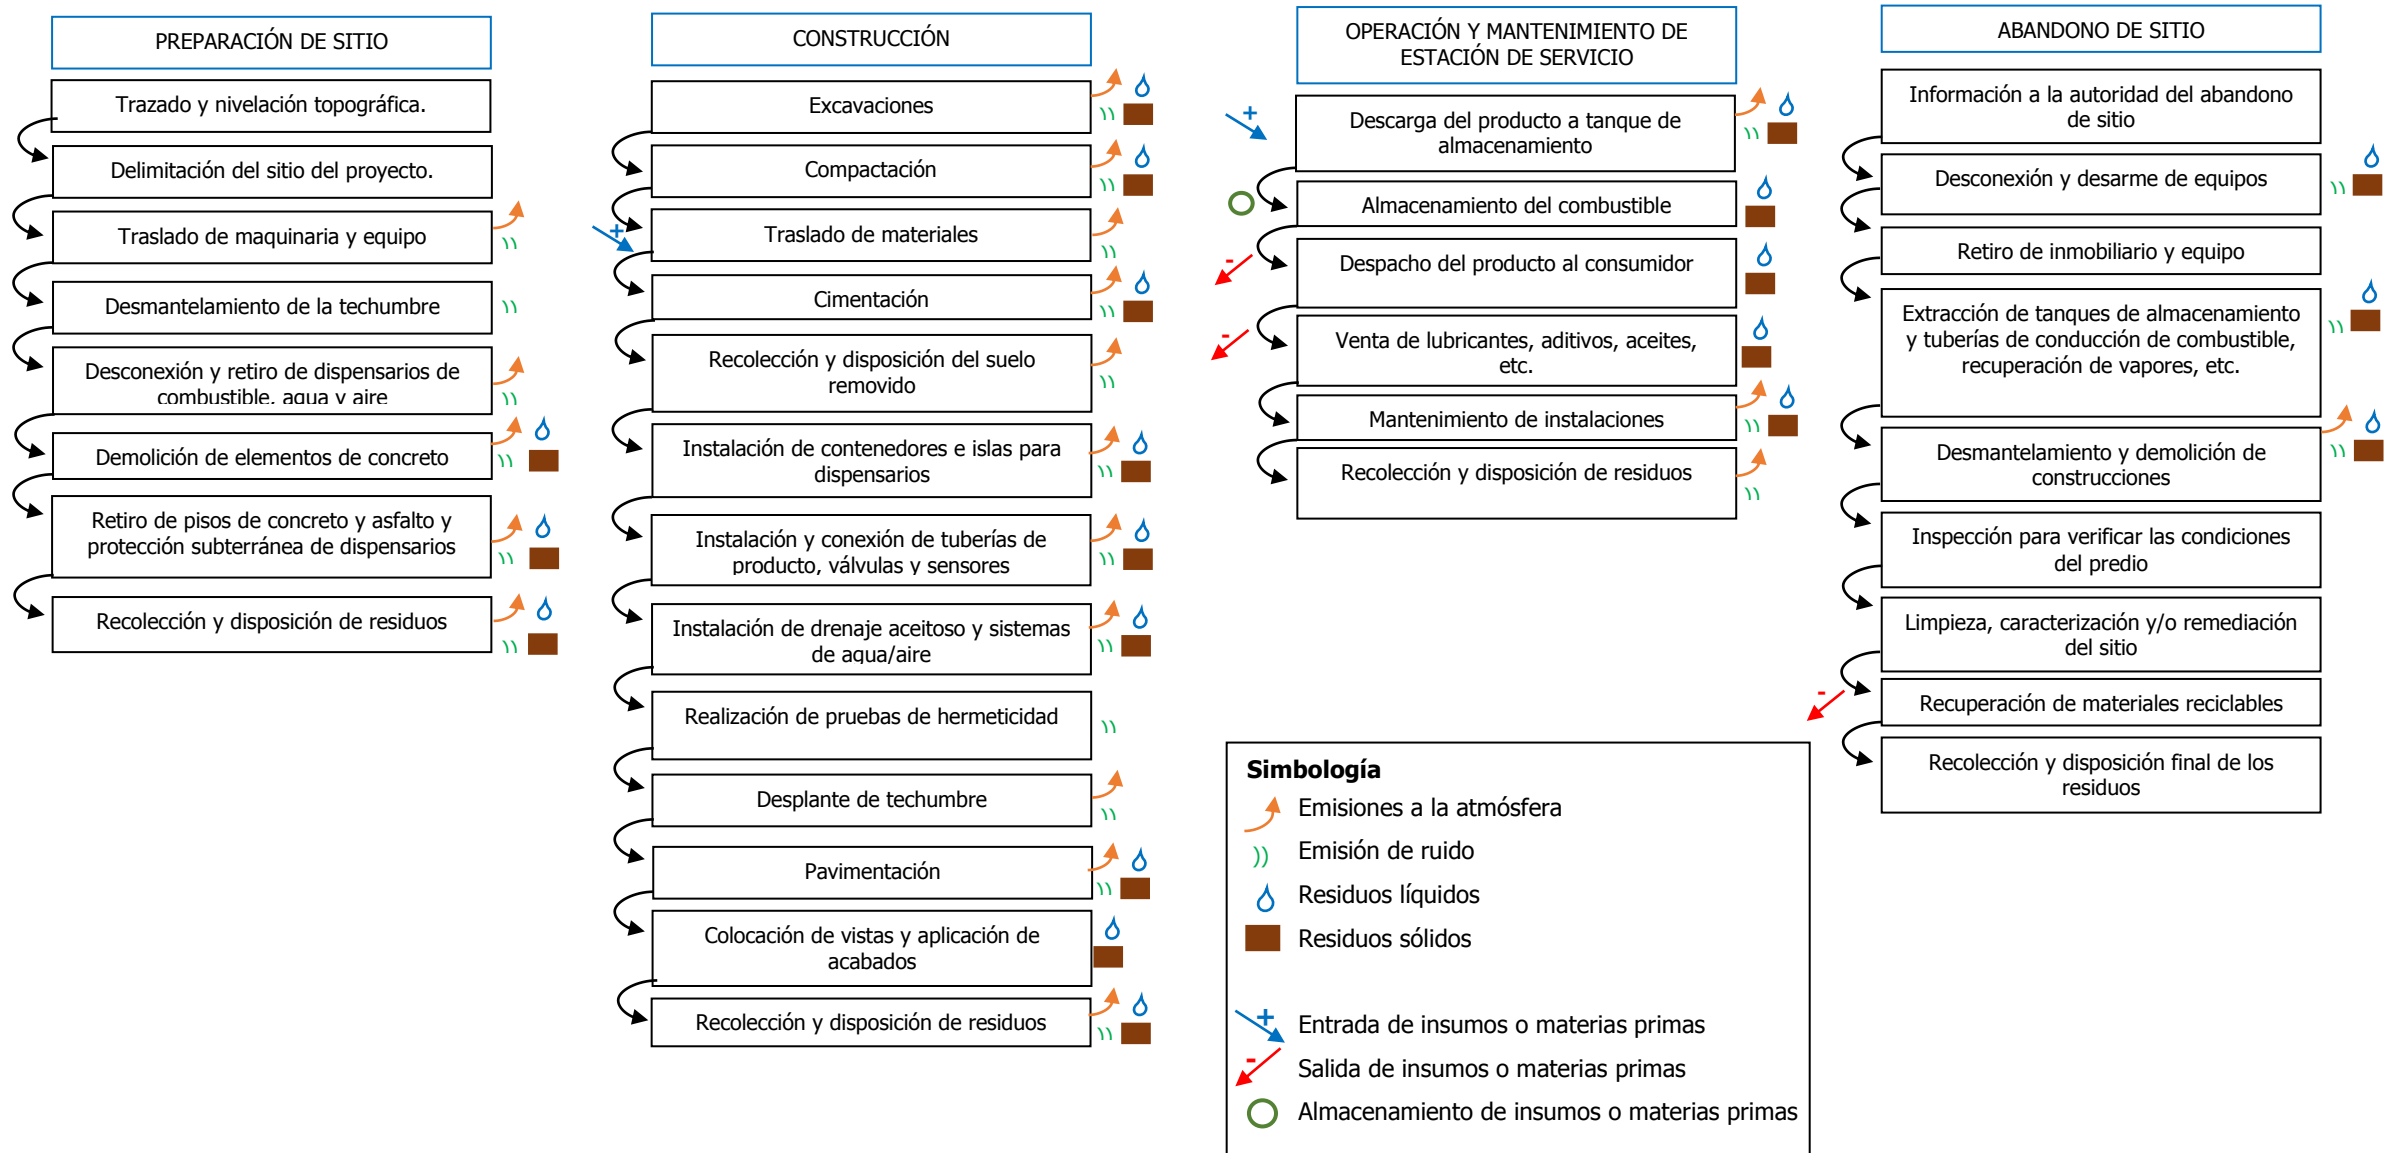 PREPARACIÓN DE SITIO
Trazado y nivelación topográfica.
Delimitación del sitio del proyecto.
Traslado de maquinaria y equipo
Desmantelamiento de la techumbre
Desconexión y retiro de dispensarios de
combustible, agua y aire
Demolición de elementos de concreto
Retiro de pisos de concreto y asfalto y
protección subterránea de dispensarios
Recolección y disposición de residuos
CONSTRUCCIÓN
Excavaciones
Compactación
+
Traslado de materiales
Cimentación
Recolección y disposición del suelo
removido
Instalación de contenedores e islas para
dispensarios
Instalación y conexión de tuberías de
producto, válvulas y sensores
Instalación de drenaje aceitoso y sistemas
de agua/aire
Realización de pruebas de hermeticidad
Desplante de techumbre
Pavimentación
Colocación de vistas y aplicación de
acabados
Recolección y disposición de residuos
OPERACIÓN Y MANTENIMIENTO DE
ESTACIÓN DE SERVICIO
+
Descarga del producto a tanque de
almacenamiento
Almacenamiento del combustible
-
Despacho del producto al consumidor
-
Venta de lubricantes, aditivos, aceites,
etc.
Mantenimiento de instalaciones
Recolección y disposición de residuos
ABANDONO DE SITIO
Información a la autoridad del abandono
de sitio
Desconexión y desarme de equipos
Retiro de inmobiliario y equipo
Extracción de tanques de almacenamiento
y tuberías de conducción de combustible,
recuperación de vapores, etc.
Desmantelamiento y demolición de
construcciones
Inspección para verificar las condiciones
del predio
Limpieza, caracterización y/o remediación
del sitio
-
Recuperación de materiales reciclables
Recolección y disposición final de los
residuos
Simbología
Emisiones a la atmósfera
Emisión de ruido
Residuos líquidos
Residuos sólidos
+
Entrada de insumos o materias primas
-
Salida de insumos o materias primas
Almacenamiento de insumos o materias primas